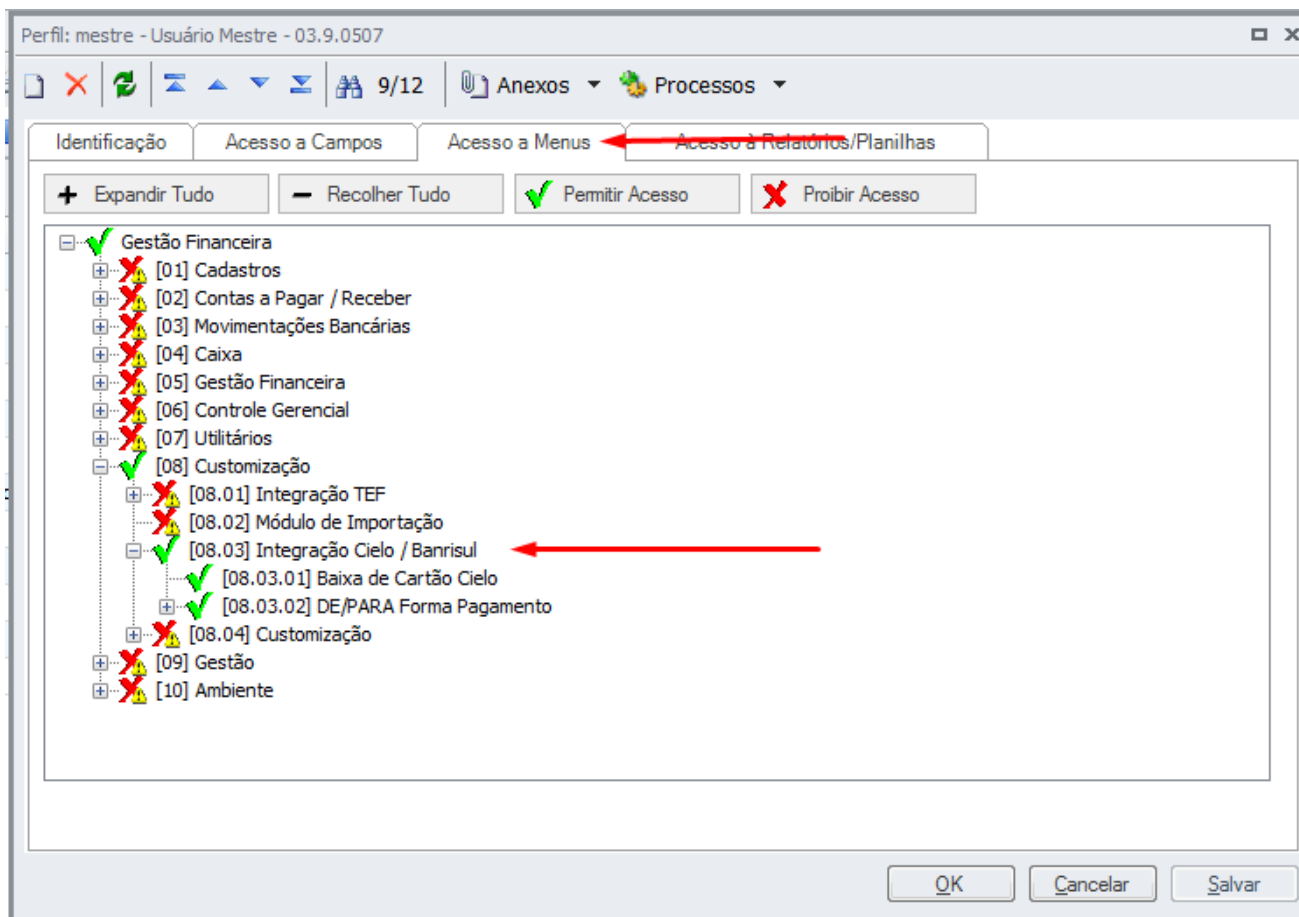 Perfil: mestre - Usuário Mestre - 03.9.0507
9/12 Anexos Processos
Identificação Acesso a Campos Acesso a Menus Acesso à Relatórios/Planilhas
Expandir Tudo Recolher Tudo Permitir Acesso Proibir Acesso
Gestão Financeira
[01] Cadastros
[02] Contas a Pagar / Receber
[03] Movimentações Bancárias
[04] Caixa
[05] Gestão Financeira
[06] Controle Gerencial
[07] Utilitários
[08] Customização
[08.01] Integração TEF
[08.02] Módulo de Importação
[08.03] Integração Cielo / Banrisul
[08.03.01] Baixa de Cartão Cielo
[08.03.02] DE/PARA Forma Pagamento
[08.04] Customização
[09] Gestão
[10] Ambiente
OK Cancelar Salvar